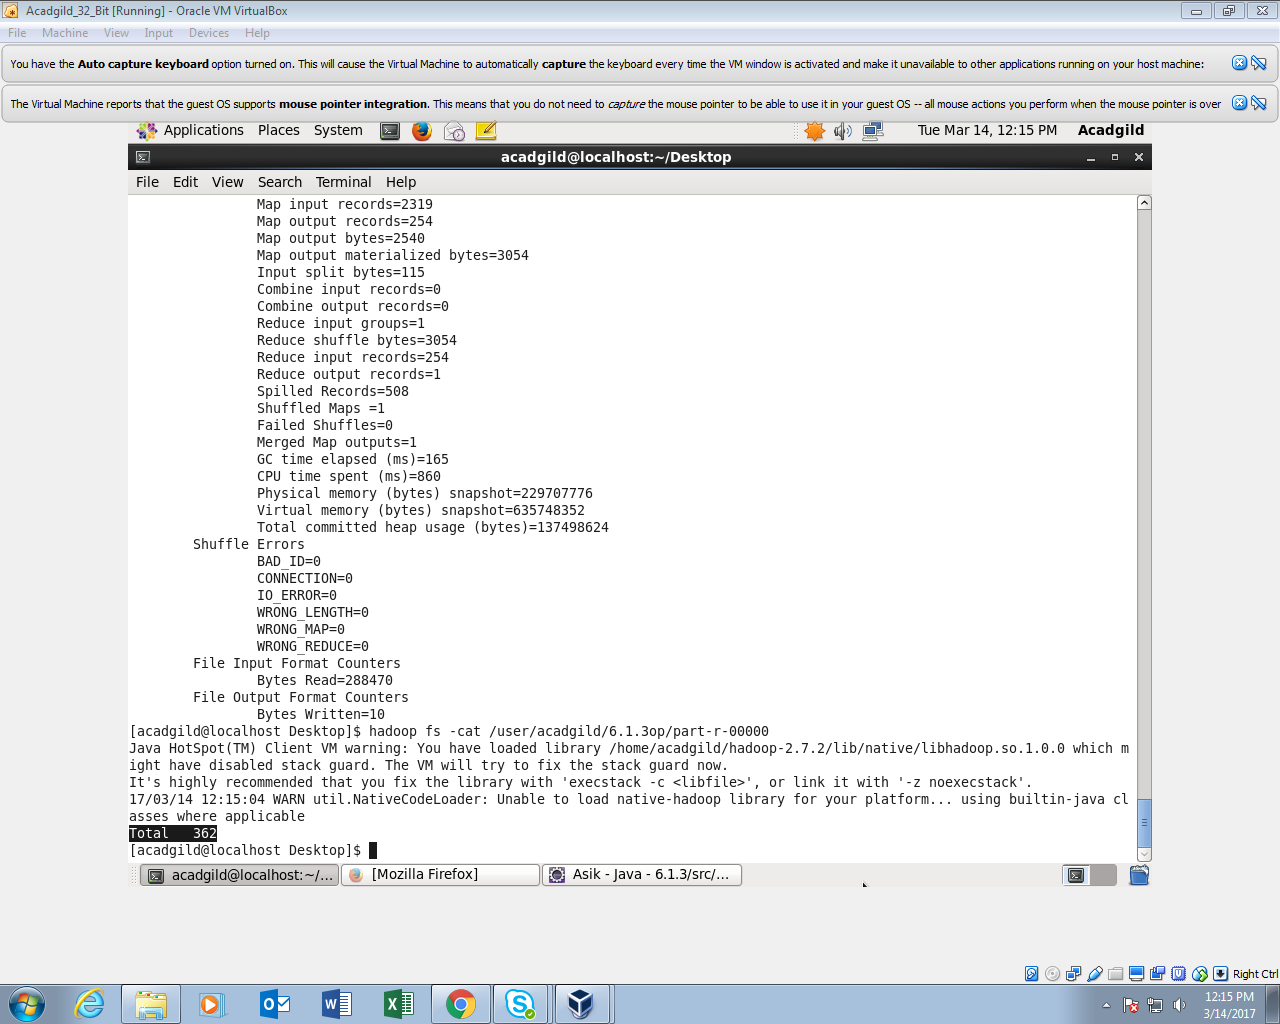 Acadgild_32_Bit [Running] - Oracle VM VirtualBox
File Machine View Input Devices Help
You have the Auto capture keyboard option turned on. This will cause the Virtual Machine to automatically capture the keyboard every time the VM window is activated and make it unavailable to other applications running on your host machine:
The Virtual Machine reports that the guest OS supports mouse pointer integration. This means that you do not need to capture the mouse pointer to be able to use it in your guest OS -- all mouse actions you perform when the mouse pointer is over
Applications Places System Tue Mar 14, 12:15 PM Acadgild
acadgild@localhost:~/Desktop
File Edit View Search Terminal Help
Map input records=2319
Map output records=254
Map output bytes=2540
Map output materialized bytes=3054
Input split bytes=115
Combine input records=0
Combine output records=0
Reduce input groups=1
Reduce shuffle bytes=3054
Reduce input records=254
Reduce output records=1
Spilled Records=508
Shuffled Maps =1
Failed Shuffles=0
Merged Map outputs=1
GC time elapsed (ms)=165
CPU time spent (ms)=860
Physical memory (bytes) snapshot=229707776
Virtual memory (bytes) snapshot=635748352
Total committed heap usage (bytes)=137498624
Shuffle Errors
BAD_ID=0
CONNECTION=0
IO_ERROR=0
WRONG_LENGTH=0
WRONG_MAP=0
WRONG_REDUCE=0
File Input Format Counters
Bytes Read=288470
File Output Format Counters
Bytes Written=10
[acadgild@localhost Desktop]$ hadoop fs -cat /user/acadgild/6.1.3op/part-r-00000
Java HotSpot(TM) Client VM warning: You have loaded library /home/acadgild/hadoop-2.7.2/lib/native/libhadoop.so.1.0.0 which m
ight have disabled stack guard. The VM will try to fix the stack guard now.
It's highly recommended that you fix the library with 'execstack -c <libfile>', or link it with '-z noexecstack'.
17/03/14 12:15:04 WARN util.NativeCodeLoader: Unable to load native-hadoop library for your platform... using builtin-java cl
asses where applicable
Total 362
[acadgild@localhost Desktop]$
acadgild@localhost:~/... [Mozilla Firefox] Asik - Java - 6.1.3/src/...
Right Ctrl
12:15 PM
3/14/2017